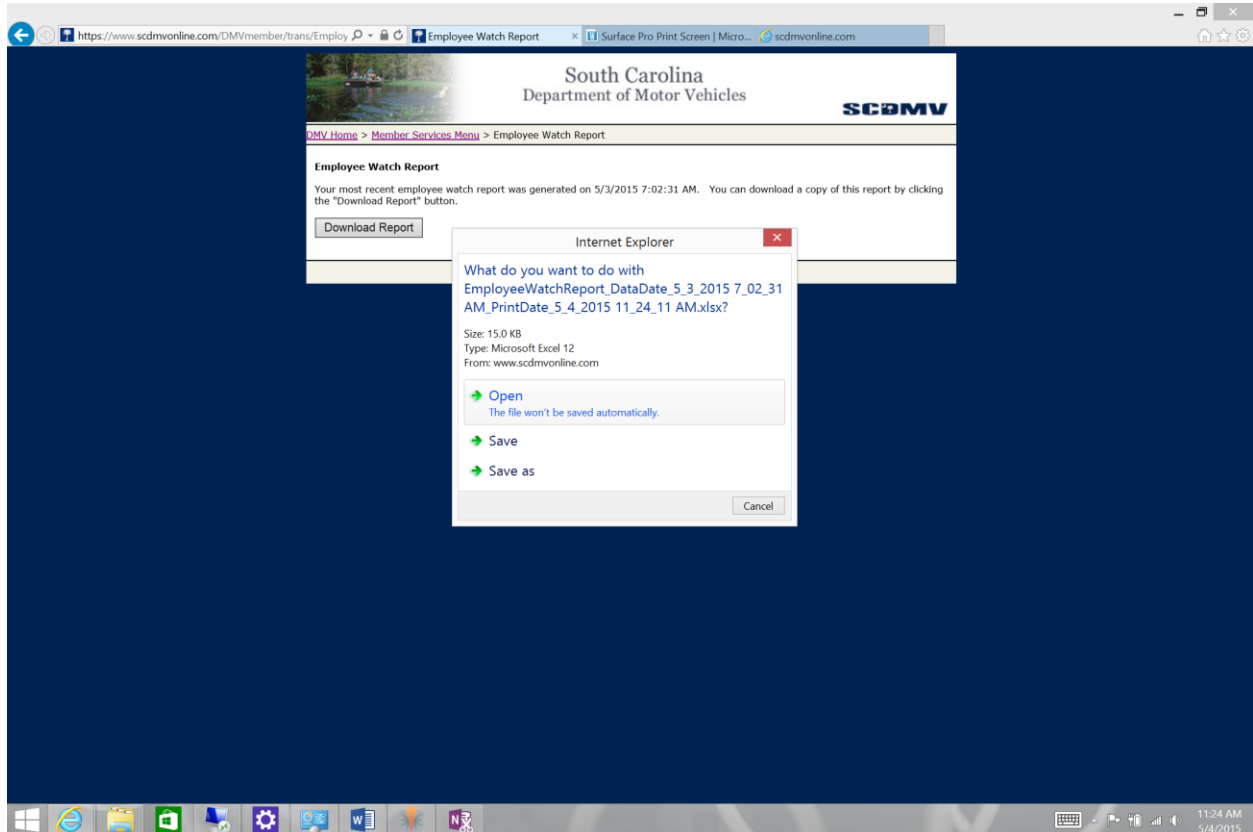 https://www.scdmvonline.com/DMVmember/trans/Employ
Employee Watch Report
Surface Pro Print Screen | Micro...
scdmvonline.com
South Carolina
Department of Motor Vehicles
SCDMV
DMV Home > Member Services Menu > Employee Watch Report
Employee Watch Report
Your most recent employee watch report was generated on 5/3/2015 7:02:31 AM. You can download a copy of this report by clicking
the "Download Report" button.
Download Report
Internet Explorer
What do you want to do with
EmployeeWatchReport_DataDate_5_3_2015 7_02_31
AM_PrintDate_5_4_2015 11_24_11 AM.xlsx?
Size: 15.0 KB
Type: Microsoft Excel 12
From: www.scdmvonline.com
Open
The file won't be saved automatically.
Save
Save as
Cancel
11:24 AM
5/4/2015